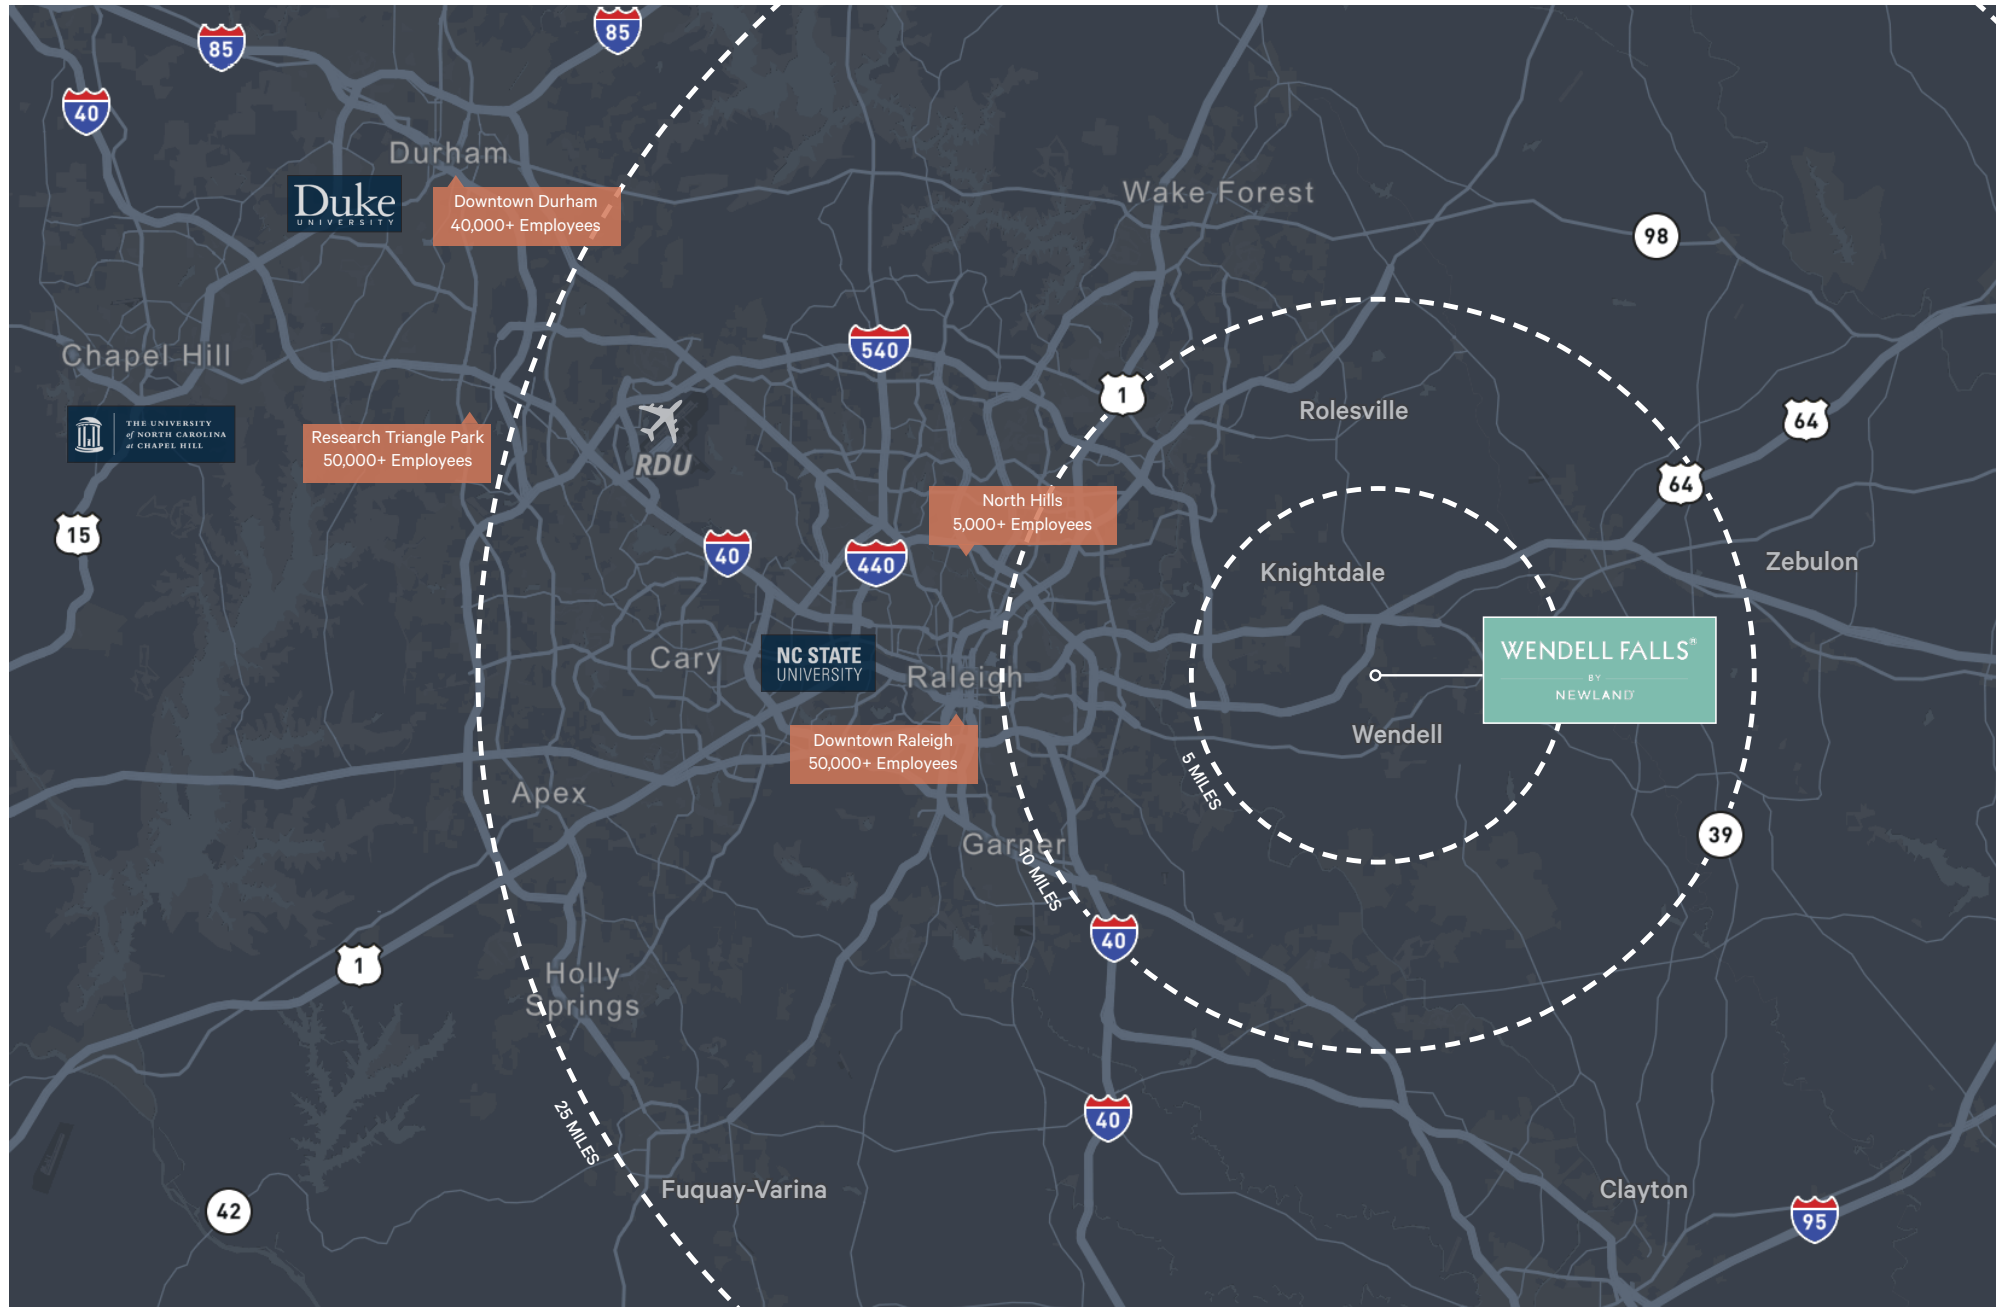 85
85
40
Durham
Duke
UNIVERSITY
Downtown Durham
40,000+ Employees
Wake Forest
98
540
Chapel Hill
1
THE UNIVERSITY
of NORTH CAROLINA
at CHAPEL HILL
Research Triangle Park
50,000+ Employees
RDU
Rolesville
64
64
North Hills
5,000+ Employees
15
40
440
Knightdale
Zebulon
Cary
NC STATE
UNIVERSITY
Raleigh
WENDELL FALLS®
BY
NEWLAND
Wendell
Downtown Raleigh
50,000+ Employees
5 MILES
Apex
39
Garner
10 MILES
40
1
Holly
Springs
40
25 MILES
Fuquay-Varina
Clayton
42
95